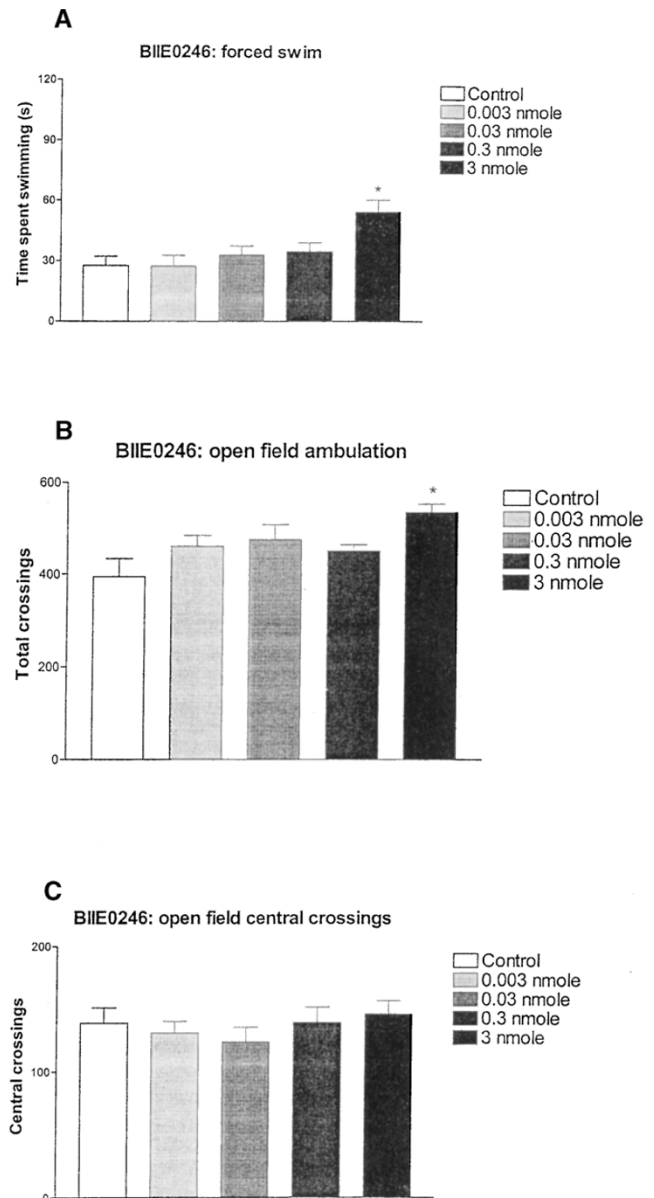 A
BIIE0246: forced swim
120
90
60
30
0
Time spent swimming (s)
*
Control
0.003 nmole
0.03 nmole
0.3 nmole
3 nmole
B
BIIE0246: open field ambulation
600
400
200
0
Total crossings
*
Control
0.003 nmole
0.03 nmole
0.3 nmole
3 nmole
C
BIIE0246: open field central crossings
200
100
0
Central crossings
Control
0.003 nmole
0.03 nmole
0.3 nmole
3 nmole